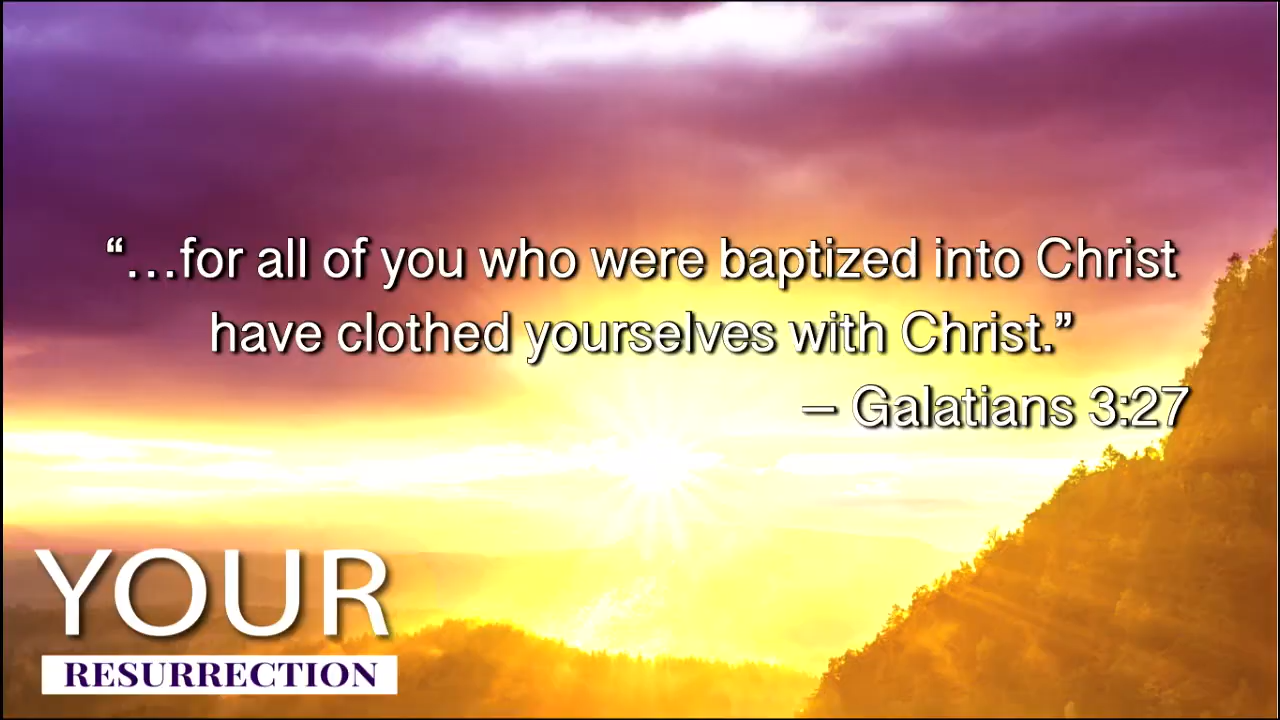 “…for all of you who were baptized into Christ
have clothed yourselves with Christ.”
– Galatians 3:27
YOUR
RESURRECTION